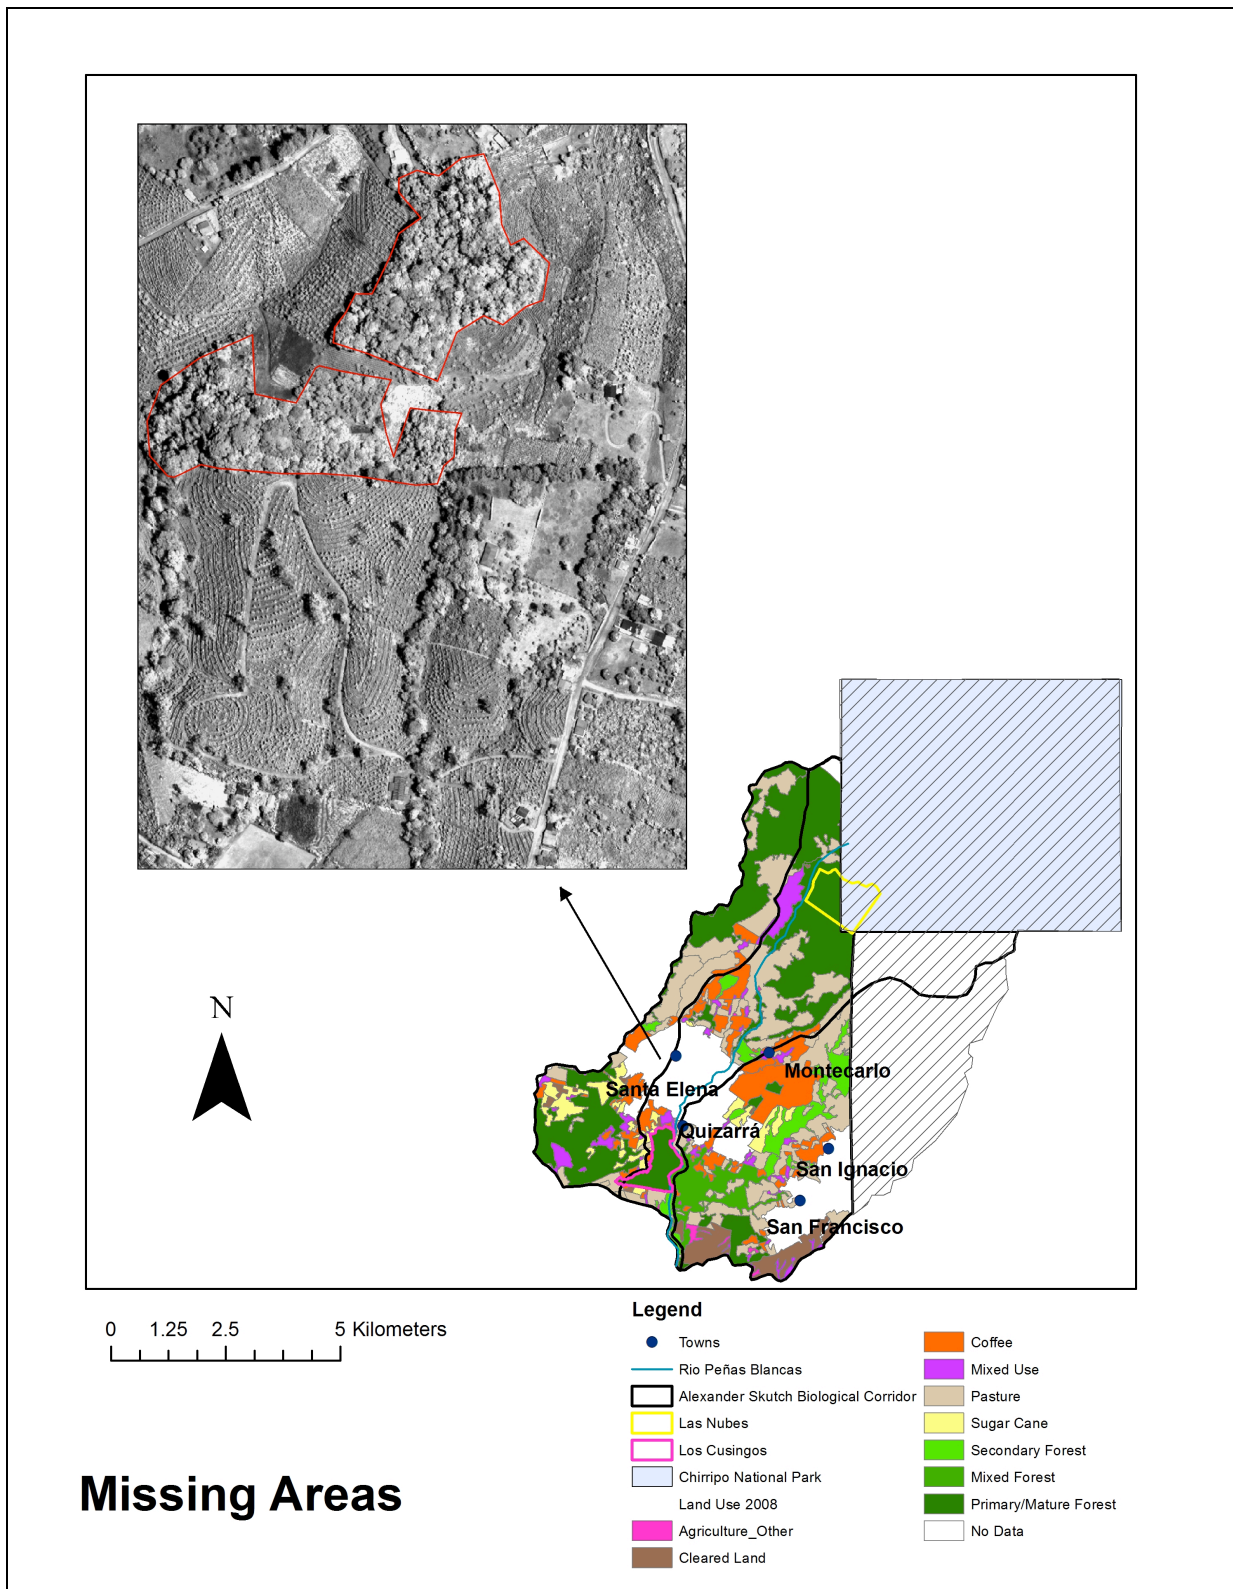 N
Santa Elena
Montecarlo
Quizarrá
San Ignacio
San Francisco
0 1.25 2.5 5 Kilometers
Missing Areas
Legend
Towns
Rio Peñas Blancas
Alexander Skutch Biological Corridor
Las Nubes
Los Cusingos
Chirripo National Park
Land Use 2008
Agriculture_Other
Cleared Land
Coffee
Mixed Use
Pasture
Sugar Cane
Secondary Forest
Mixed Forest
Primary/Mature Forest
No Data